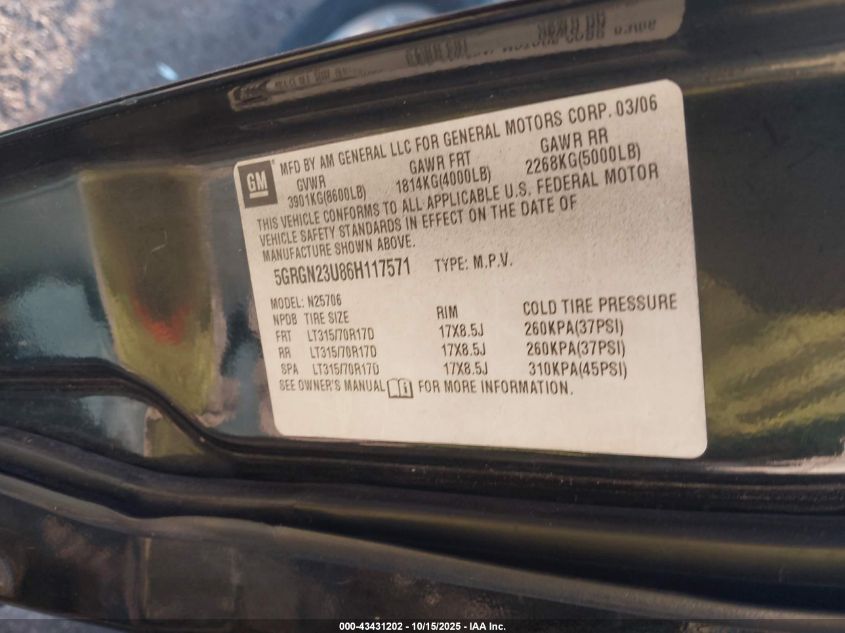 GM
MFD BY AM GENERAL LLC FOR GENERAL MOTORS CORP. 03/06
GVWR GAWR FRT GAWR RR
3901KG(8600LB) 1814KG(4000LB) 2268KG(5000LB)
THIS VEHICLE CONFORMS TO ALL APPLICABLE U.S. FEDERAL MOTOR
VEHICLE SAFETY STANDARDS IN EFFECT ON THE DATE OF
MANUFACTURE SHOWN ABOVE.
5GRGN23U86H117571 TYPE: M.P.V.
MODEL: N25706
NPDB TIRE SIZE RIM COLD TIRE PRESSURE
FRT LT315/70R17D 17X8.5J 260KPA(37PSI)
RR LT315/70R17D 17X8.5J 260KPA(37PSI)
SPA LT315/70R17D 17X8.5J 310KPA(45PSI)
SEE OWNER'S MANUAL FOR MORE INFORMATION.
000-43431202 - 10/15/2025 - IAA Inc.